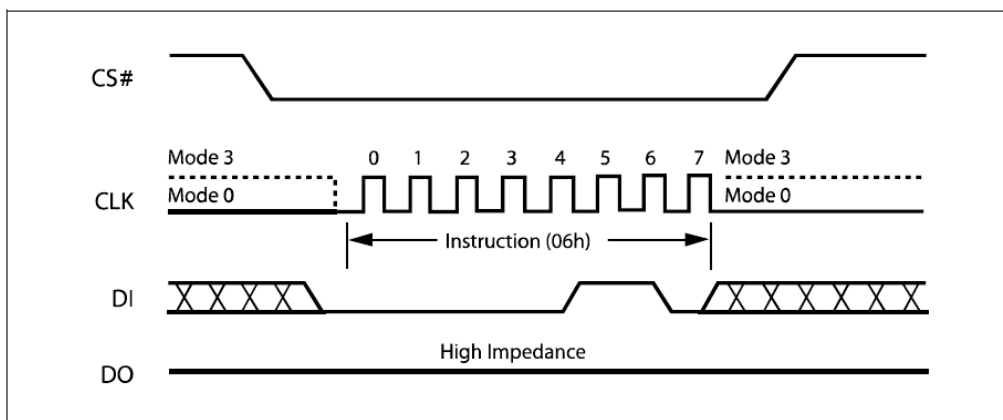 CS#
Mode 3
0 1 2 3 4 5 6 7
Mode 3
CLK
Mode 0
Mode 0
Instruction (06h)
DI
High Impedance
DO